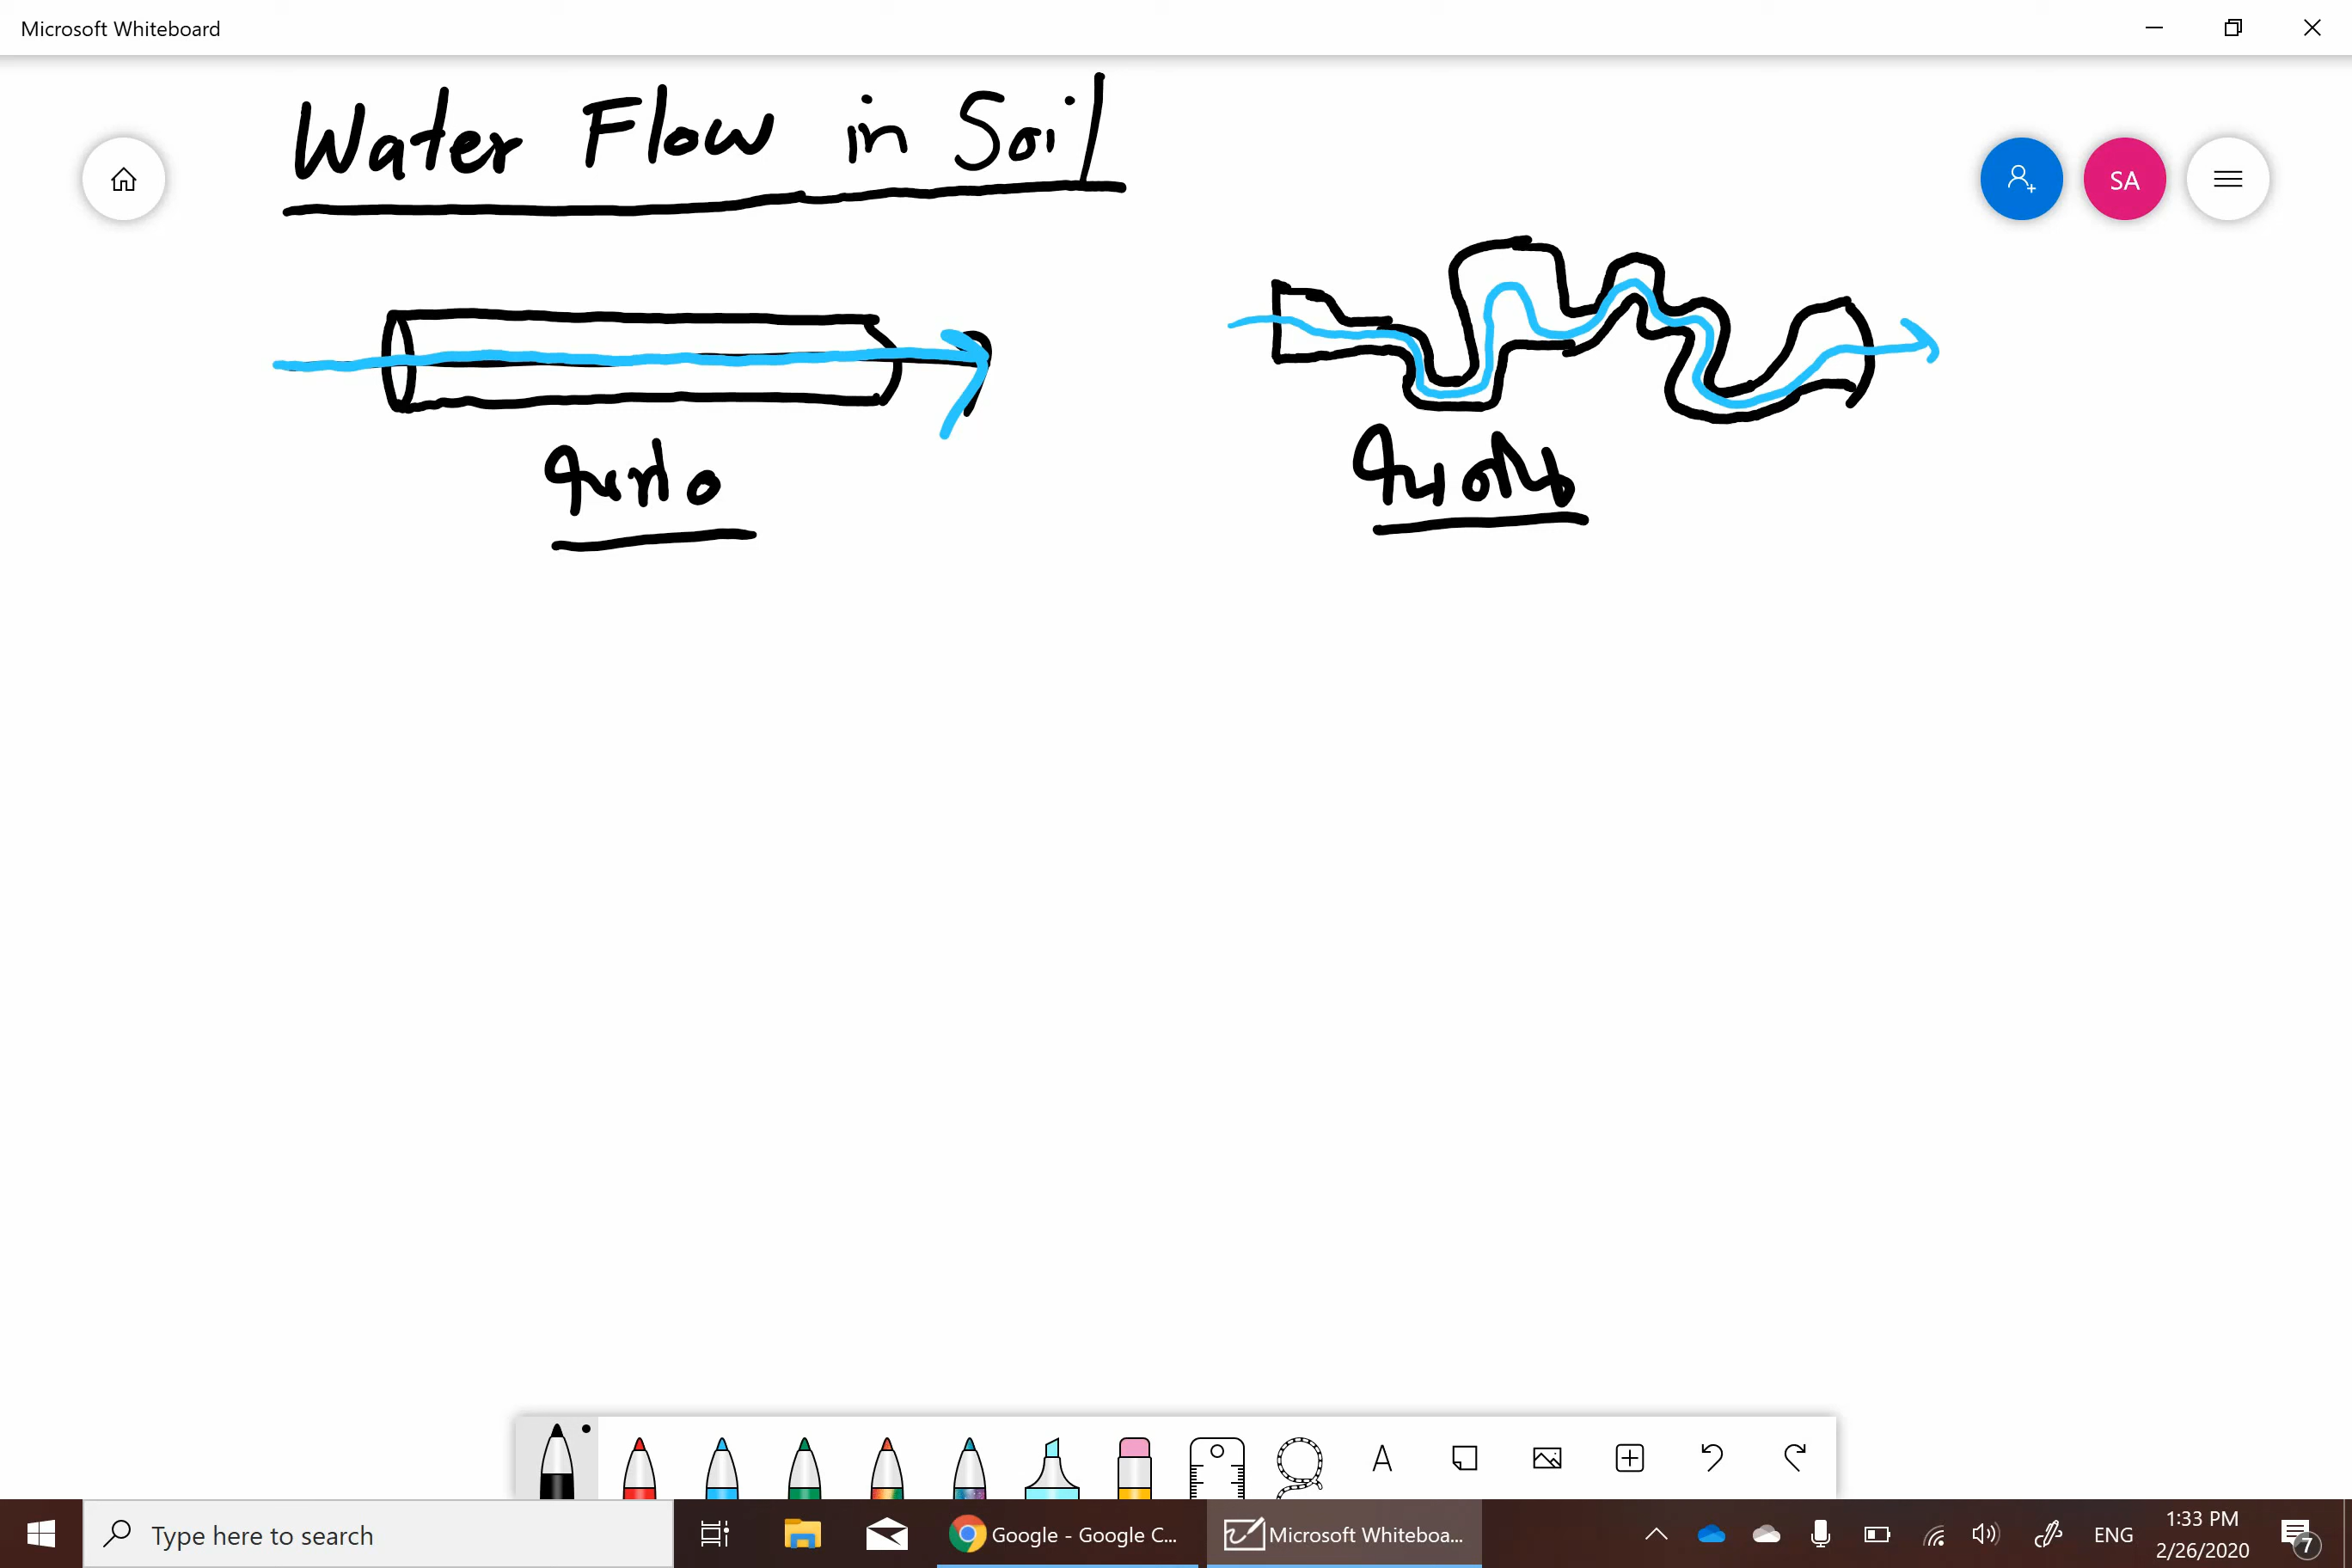 Microsoft Whiteboard
Water Flow in Soil
SA
A
Type here to search
Google - Google C...
Microsoft Whiteboa...
ENG
1:33 PM
2/26/2020
7